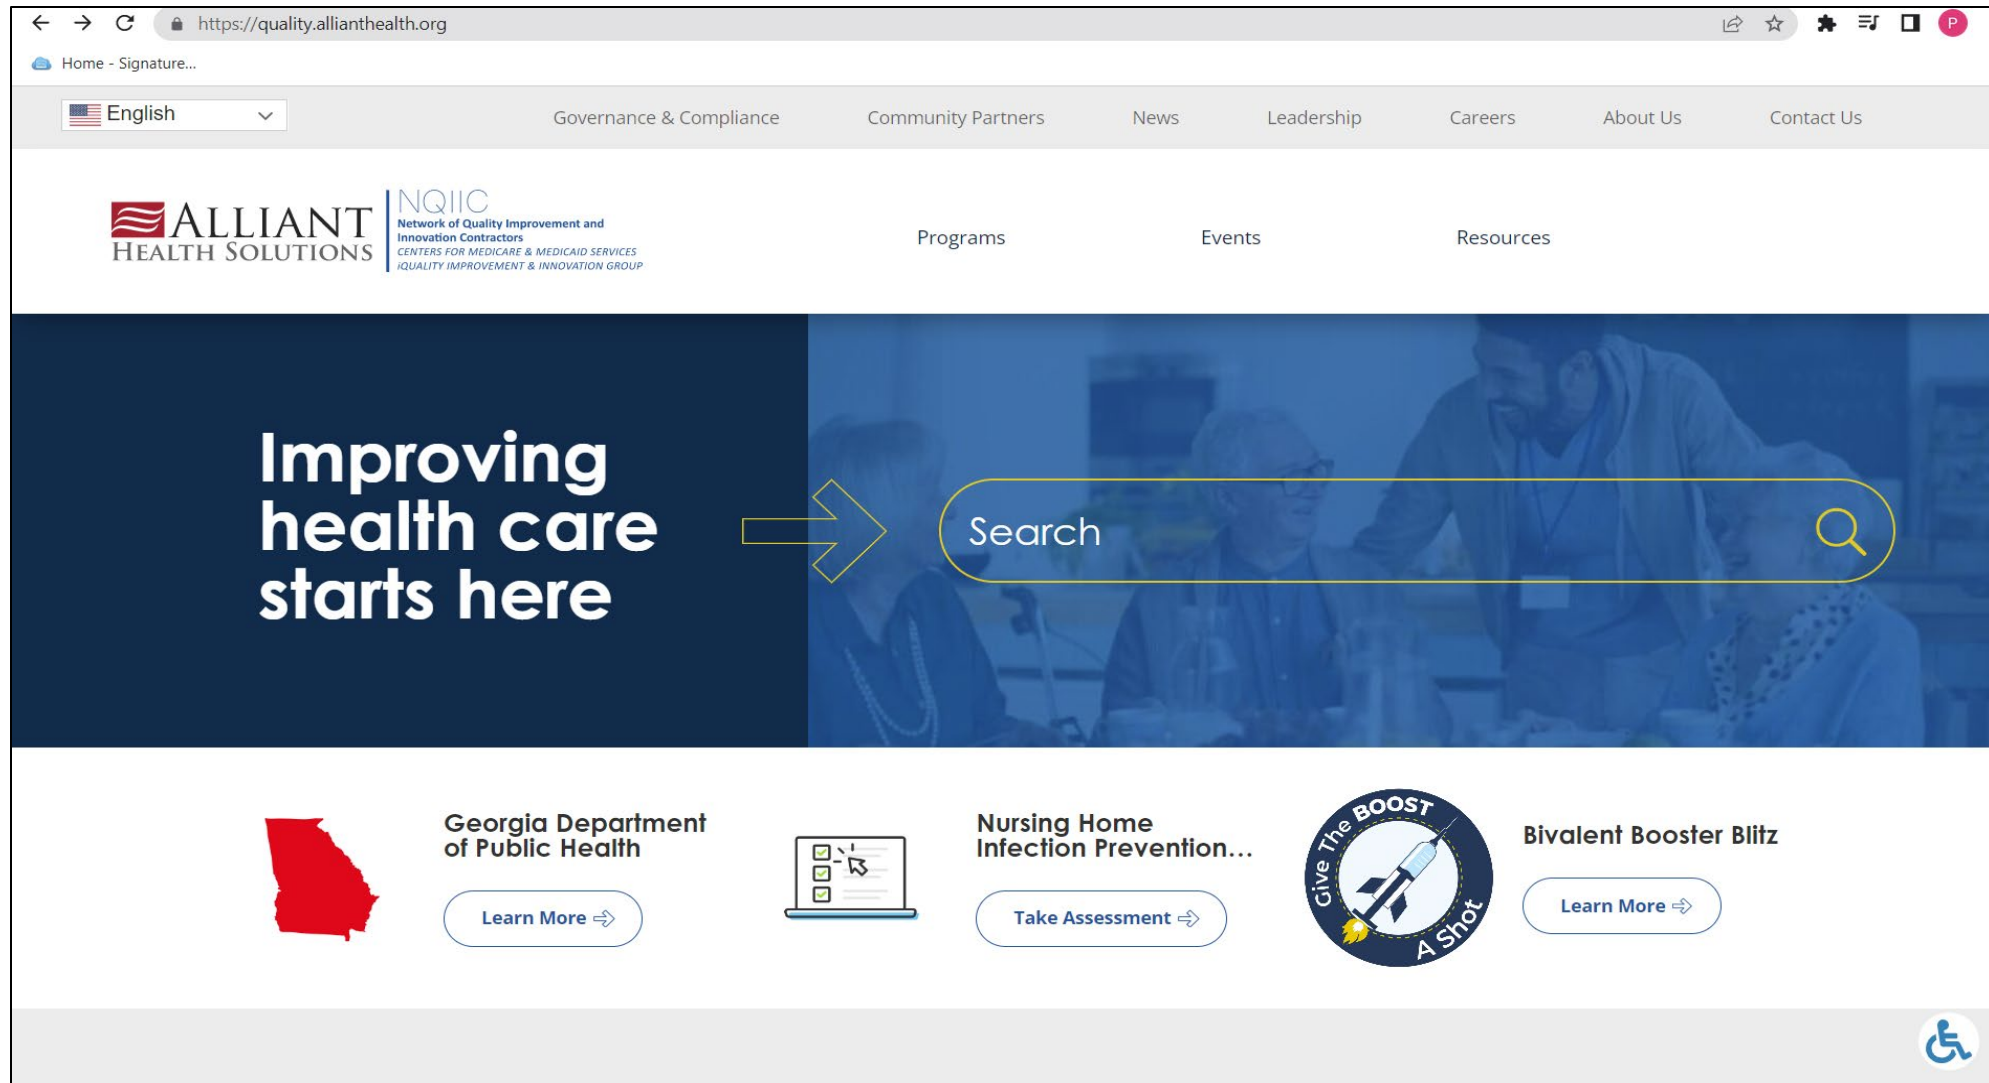 https://quality.allianthealth.org
P
Home - Signature...
English
Governance & Compliance
Community Partners
News
Leadership
Careers
About Us
Contact Us
ALLIANT
HEALTH SOLUTIONS
NQIIC
Network of Quality Improvement and
Innovation Contractors
CENTERS FOR MEDICARE & MEDICAID SERVICES
iQUALITY IMPROVEMENT & INNOVATION GROUP
Programs
Events
Resources
Improving
health care
starts here
Search
Georgia Department
of Public Health
Learn More
Nursing Home
Infection Prevention...
Take Assessment
Give The BOOST
A Shot
Bivalent Booster Blitz
Learn More